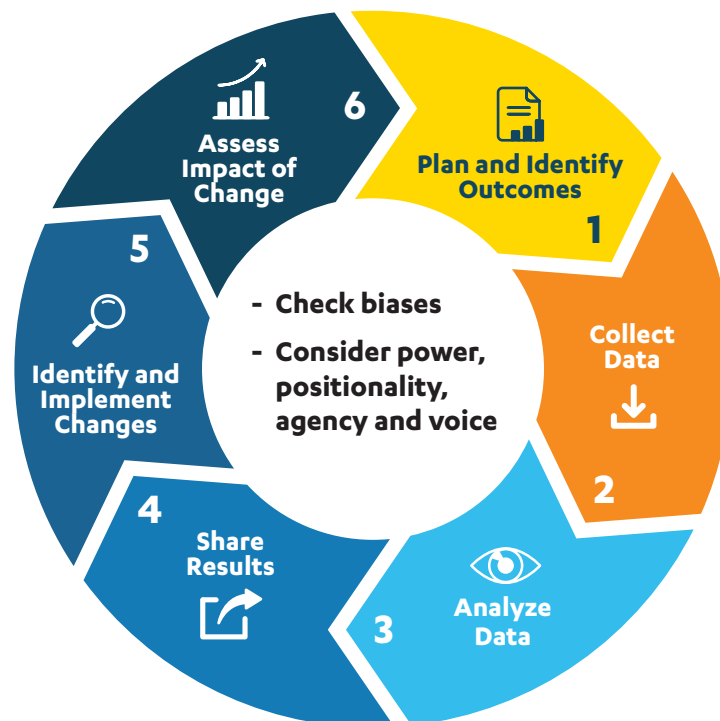 1
Plan and Identify
Outcomes
2
Collect
Data
3
Analyze
Data
4
Share
Results
5
Identify and
Implement
Changes
6
Assess
Impact of
Change
- Check biases
- Consider power,
positionality,
agency and voice